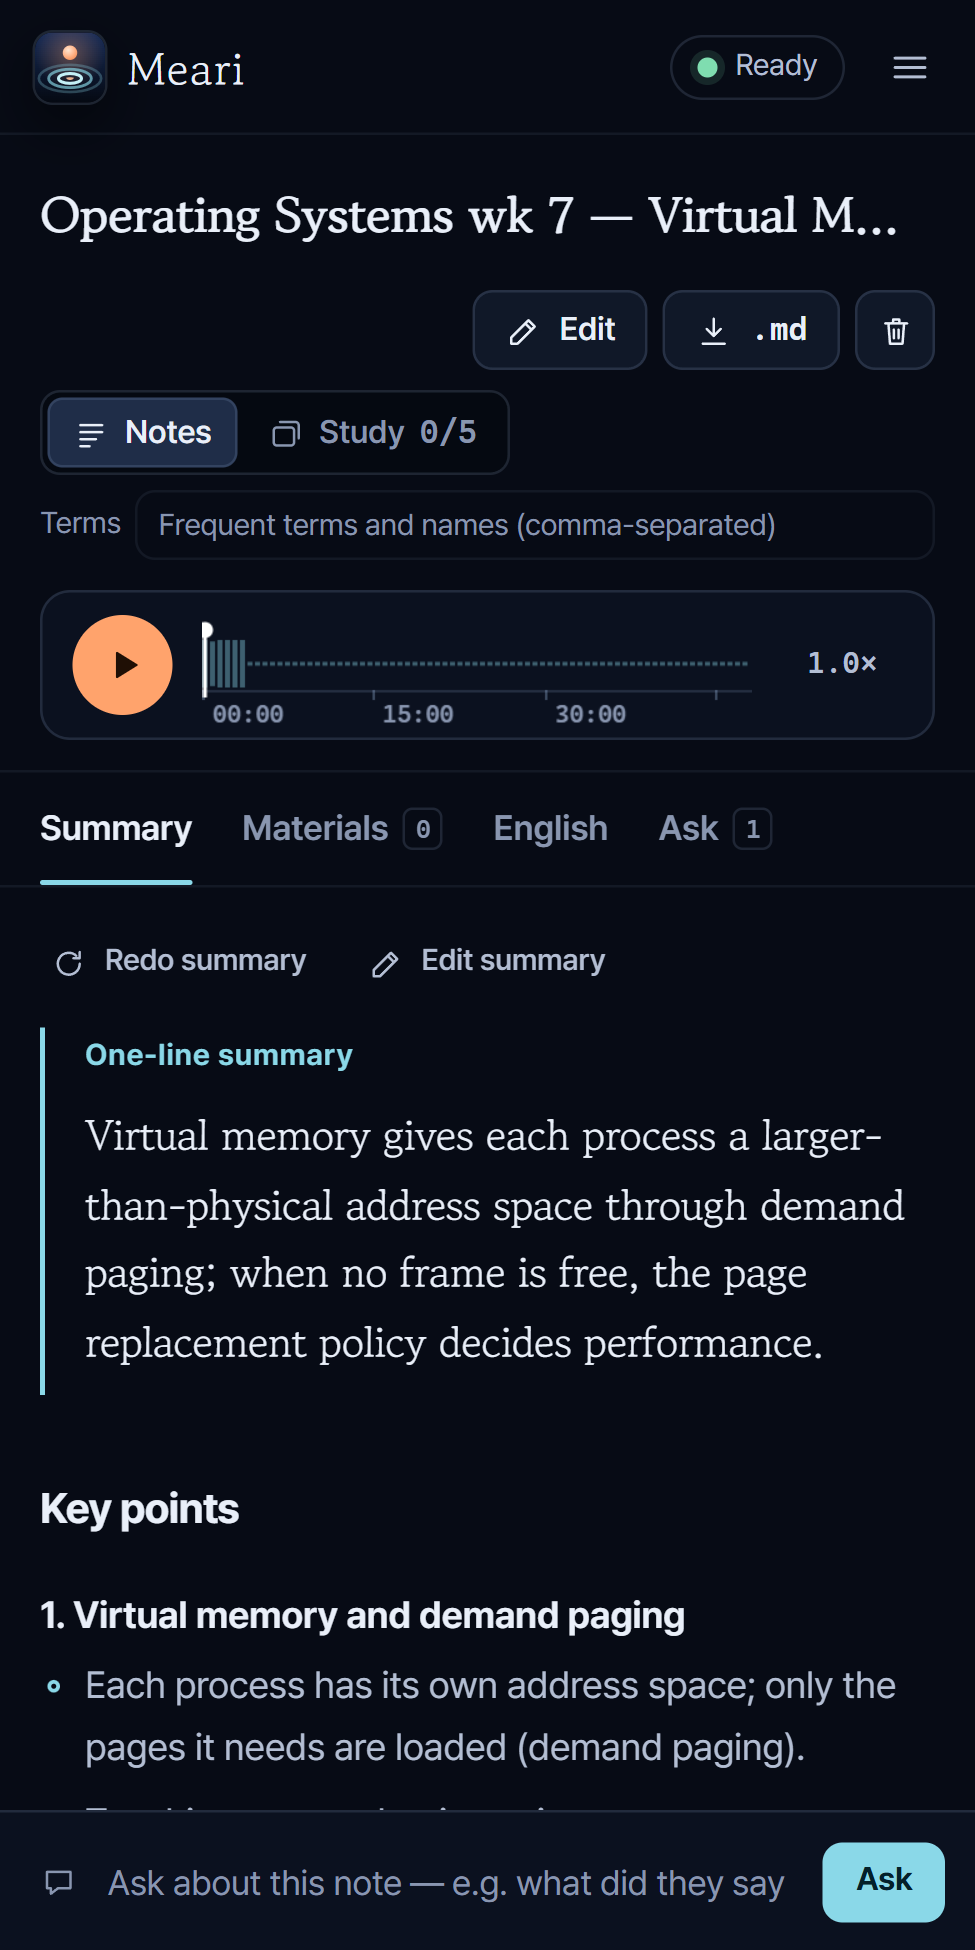 Meari
Ready
Operating Systems wk 7 — Virtual M...
Edit
.md
Notes
Study 0/5
Terms
Frequent terms and names (comma-separated)
1.0×
00:00 15:00 30:00
Summary
Materials 0
English
Ask 1
Redo summary
Edit summary
One-line summary
Virtual memory gives each process a larger-
than-physical address space through demand
paging; when no frame is free, the page
replacement policy decides performance.
Key points
1. Virtual memory and demand paging
Each process has its own address space; only the
pages it needs are loaded (demand paging).
Ask about this note — e.g. what did they say
Ask